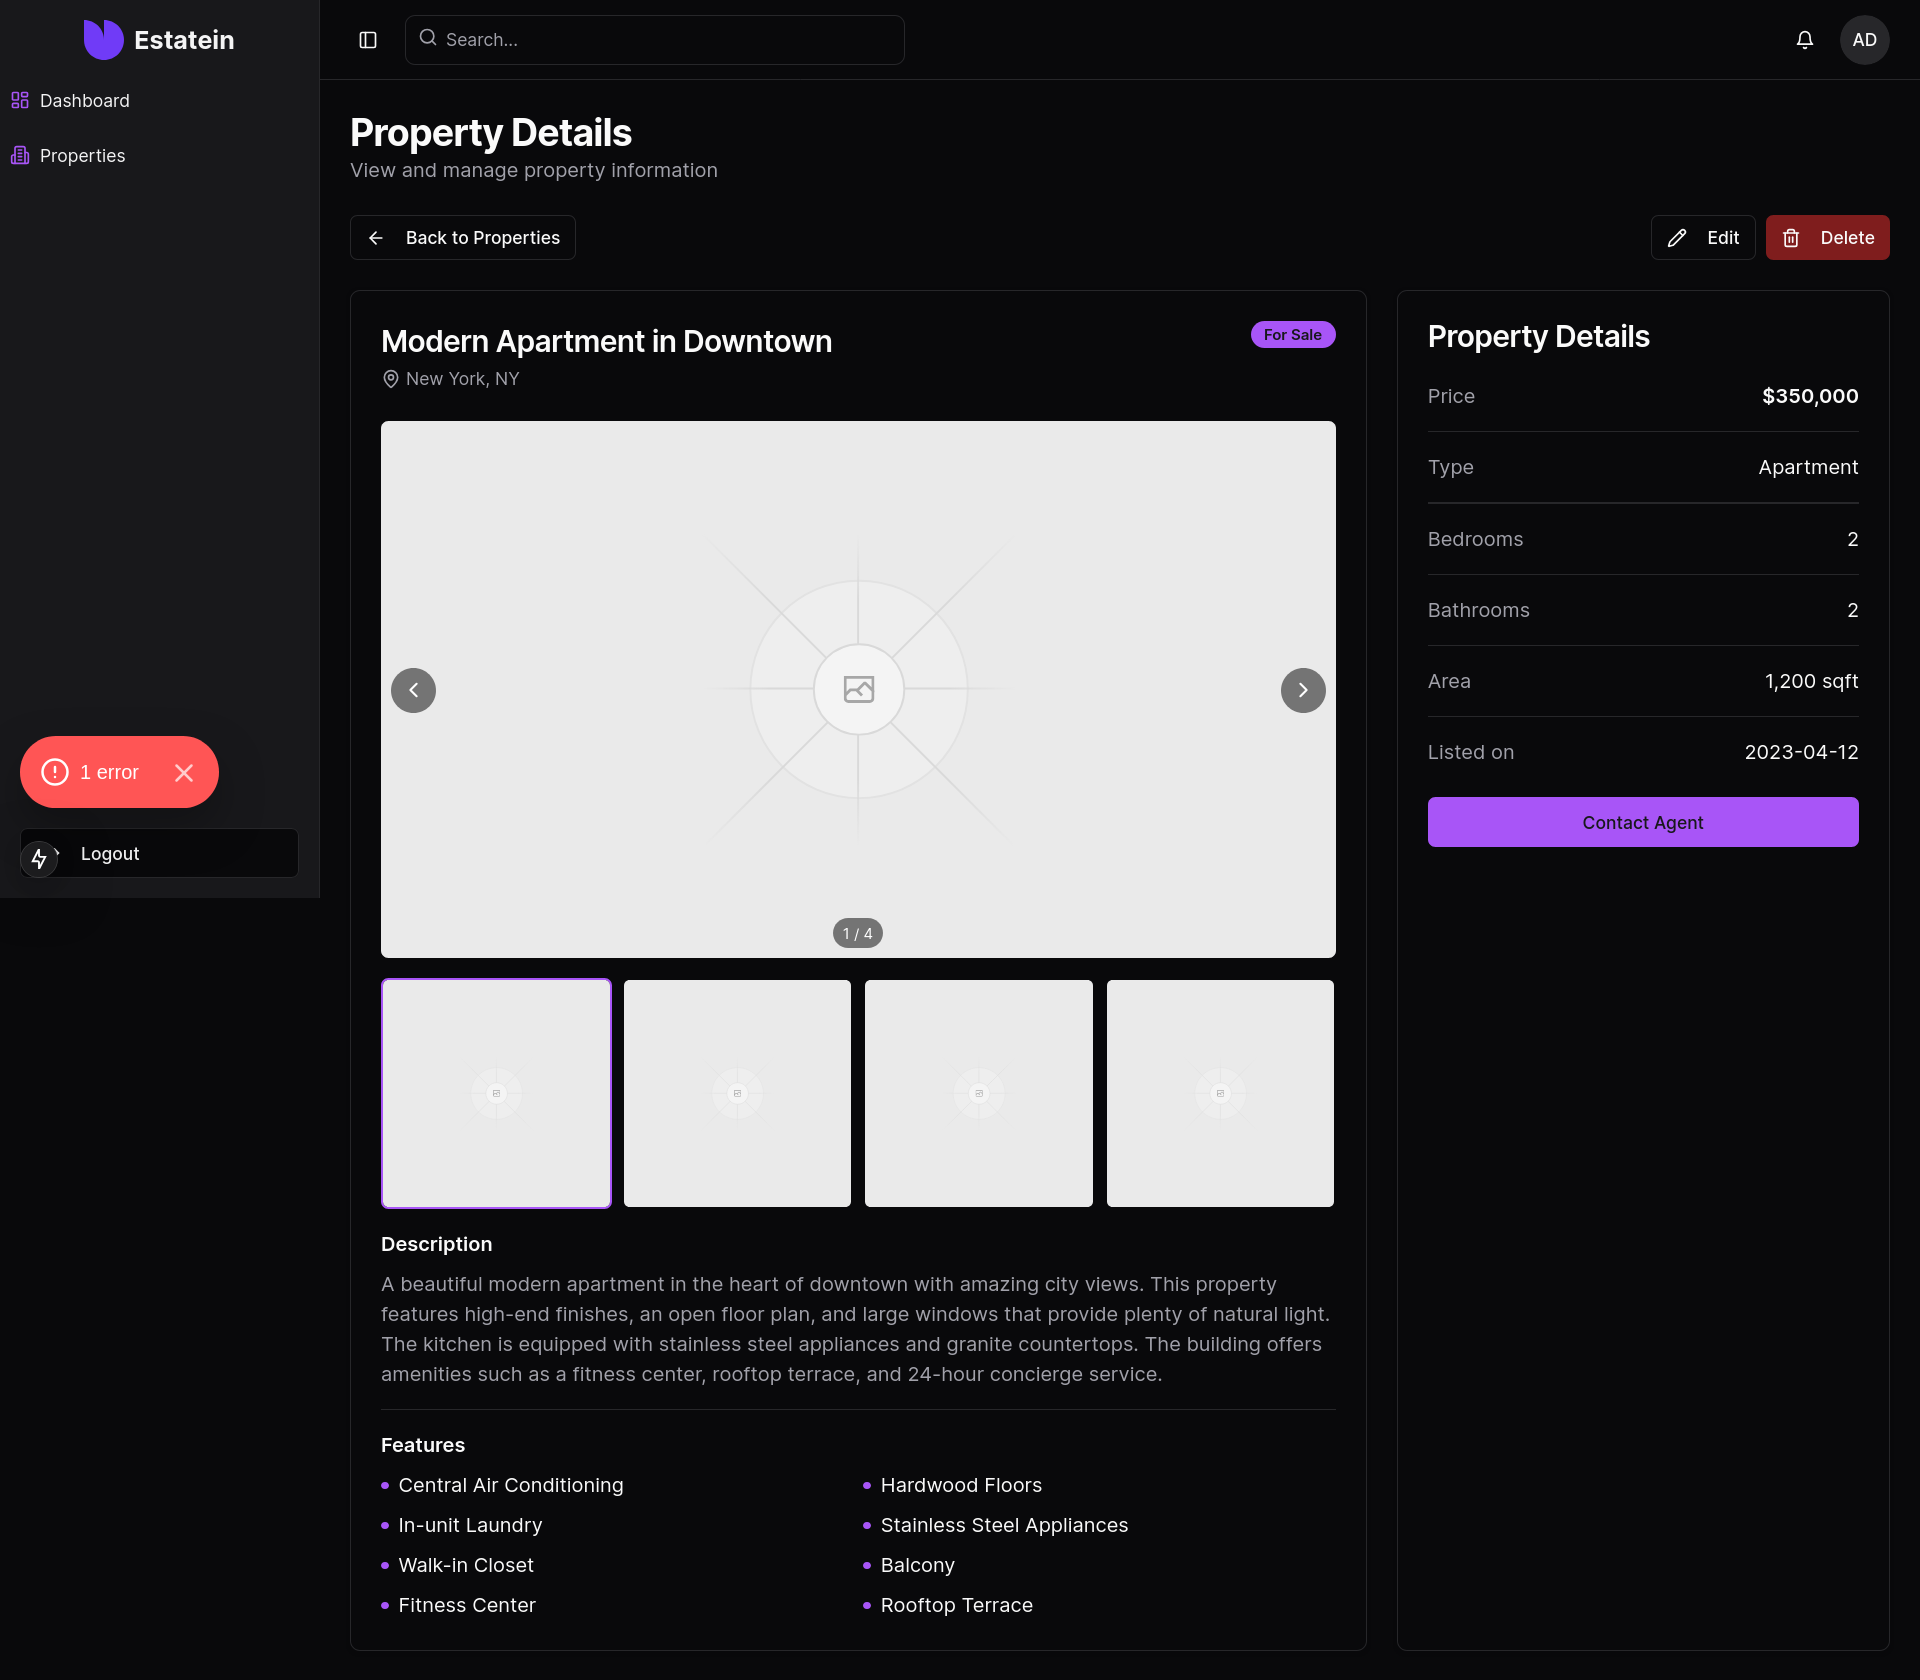 Estatein
Search...
AD
Dashboard
Properties
Property Details
View and manage property information
Back to Properties
Edit
Delete
Modern Apartment in Downtown
For Sale
New York, NY
1 / 4
Description
A beautiful modern apartment in the heart of downtown with amazing city views. This property
features high-end finishes, an open floor plan, and large windows that provide plenty of natural light.
The kitchen is equipped with stainless steel appliances and granite countertops. The building offers
amenities such as a fitness center, rooftop terrace, and 24-hour concierge service.
Features
Central Air Conditioning
Hardwood Floors
In-unit Laundry
Stainless Steel Appliances
Walk-in Closet
Balcony
Fitness Center
Rooftop Terrace
Property Details
Price $350,000
Type Apartment
Bedrooms 2
Bathrooms 2
Area 1,200 sqft
Listed on 2023-04-12
Contact Agent
1 error
Logout